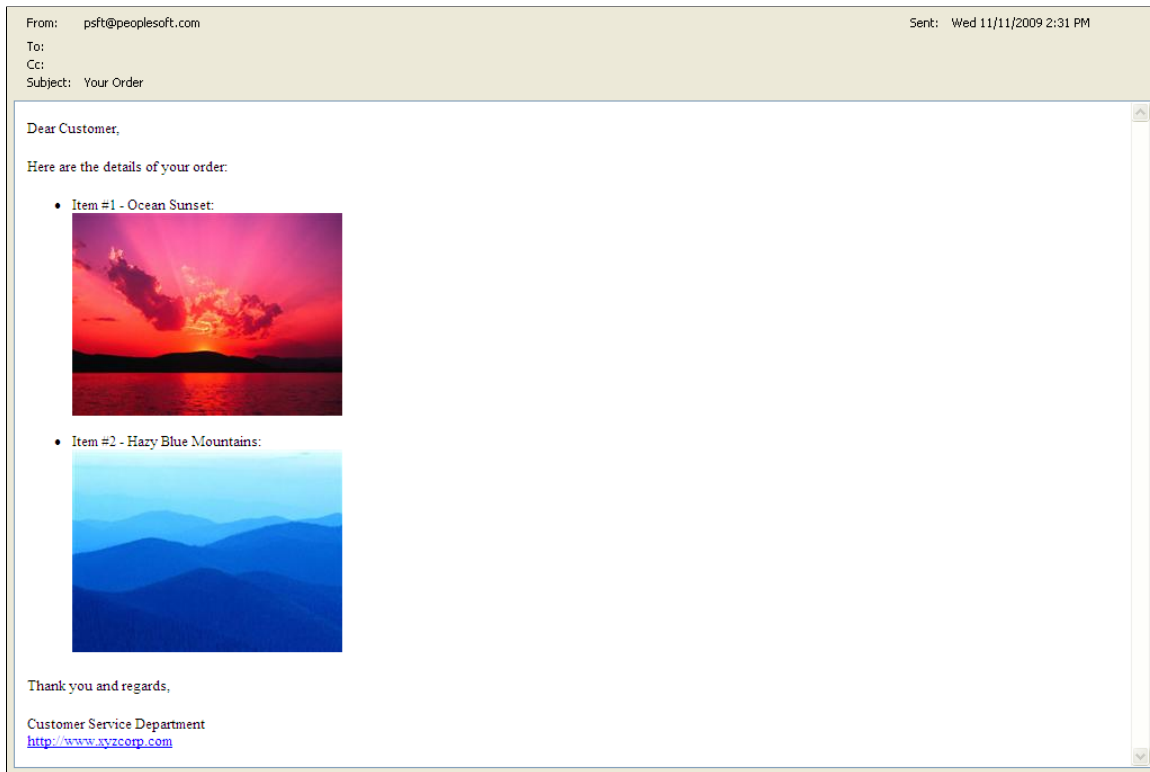 From: psft@peoplesoft.com Sent: Wed 11/11/2009 2:31 PM
To:
Cc:
Subject: Your Order
Dear Customer,
Here are the details of your order:
• Item #1 - Ocean Sunset:
• Item #2 - Hazy Blue Mountains:
Thank you and regards,
Customer Service Department
http://www.xyzcorp.com